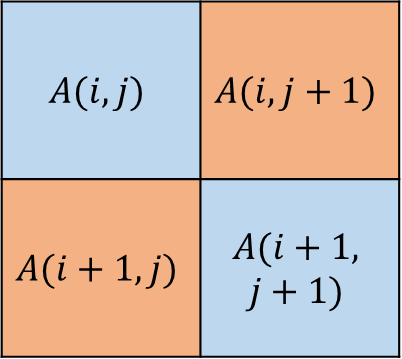 A(i, j)
A(i, j + 1)
A(i + 1, j)
A(i + 1,
j + 1)